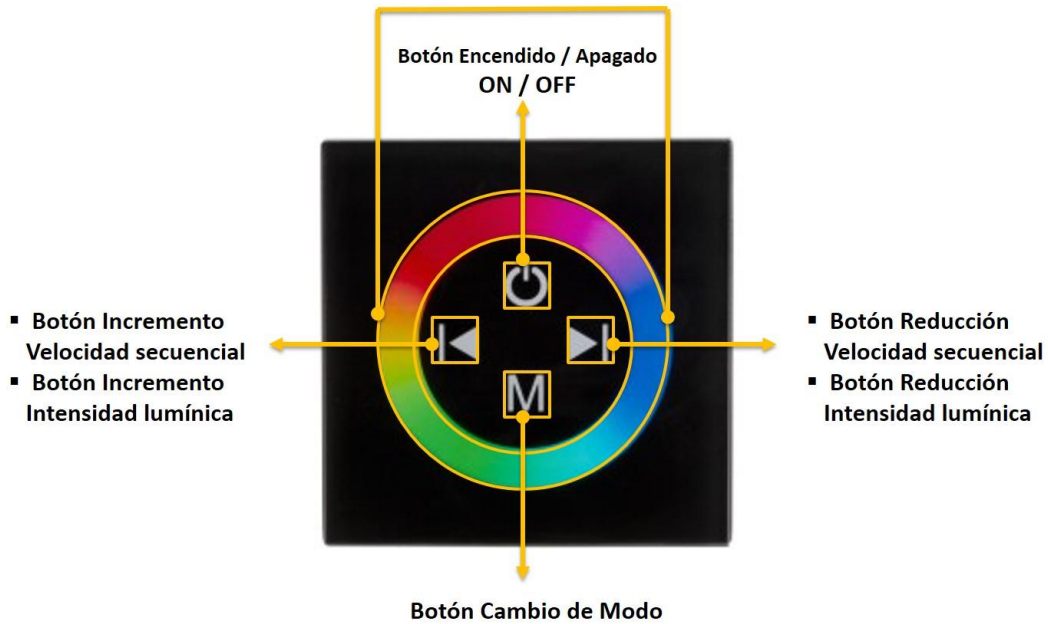 Botón Encendido / Apagado
ON / OFF
▪ Botón Incremento
Velocidad secuencial
▪ Botón Incremento
Intensidad lumínica
▪ Botón Reducción
Velocidad secuencial
▪ Botón Reducción
Intensidad lumínica
M
Botón Cambio de Modo